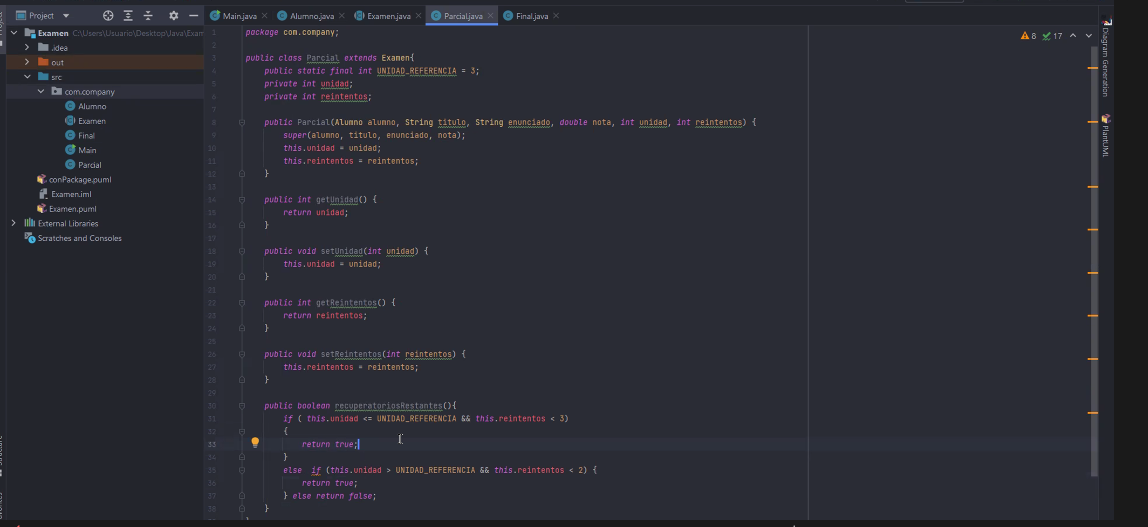 Project
Main.java
Alumno.java
Examen.java
Parcial.java
Final.java
Examen C:\Users\Usuario\Desktop\Java\Exam
.idea
out
src
com.company
Alumno
Examen
Final
Main
Parcial
conPackage.puml
Examen.iml
Examen.puml
External Libraries
Scratches and Consoles
8 17
1 package com.company;
2
3 public class Parcial extends Examen{
4 public static final int UNIDAD_REFERENCIA = 3;
5 private int unidad;
6 private int reintentos;
7
8 public Parcial(Alumno alumno, String titulo, String enunciado, double nota, int unidad, int reintentos) {
9 super(alumno, titulo, enunciado, nota);
10 this.unidad = unidad;
11 this.reintentos = reintentos;
12 }
13
14 public int getUnidad() {
15 return unidad;
16 }
17
18 public void setUnidad(int unidad) {
19 this.unidad = unidad;
20 }
21
22 public int getReintentos() {
23 return reintentos;
24 }
25
26 public void setReintentos(int reintentos) {
27 this.reintentos = reintentos;
28 }
29
30 public boolean recuperatoriosRestantes(){
31 if ( this.unidad <= UNIDAD_REFERENCIA && this.reintentos < 3)
32 {
33 return true;
34 }
35 else if (this.unidad > UNIDAD_REFERENCIA && this.reintentos < 2) {
36 return true;
37 } else return false;
38 }
Diagram Generation
PlantUML